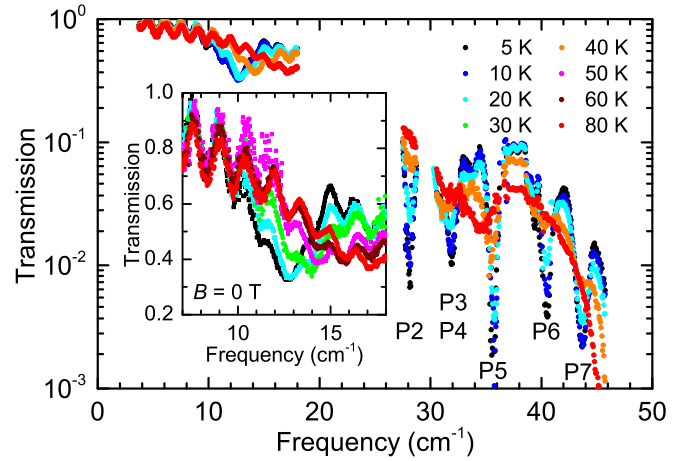 10⁰
10⁻¹
10⁻²
10⁻³
Transmission
0 10 20 30 40 50
Frequency (cm⁻¹)
5 K 40 K
10 K 50 K
20 K 60 K
30 K 80 K
1.0
0.8
0.6
0.4
0.2
Transmission
B = 0 T
10 15
Frequency (cm⁻¹)
P2
P3
P4
P5
P6
P7